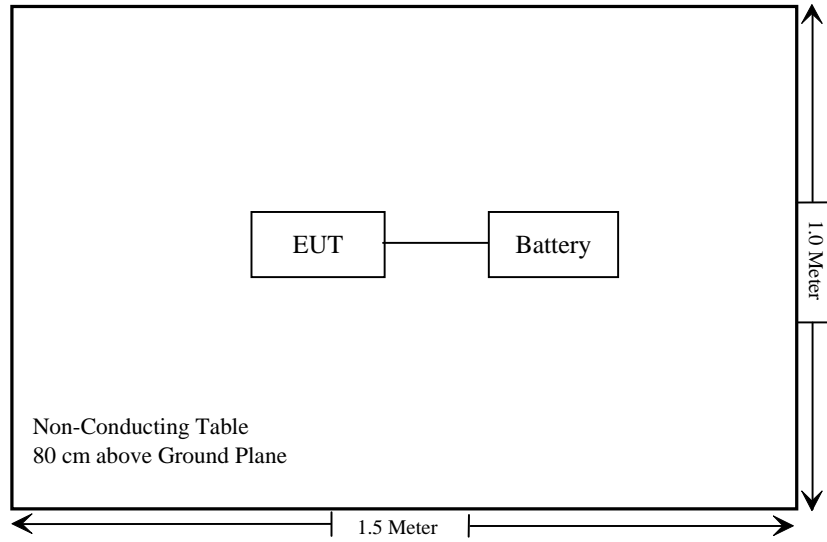 EUT
Battery
1.0 Meter
Non-Conducting Table
80 cm above Ground Plane
1.5 Meter